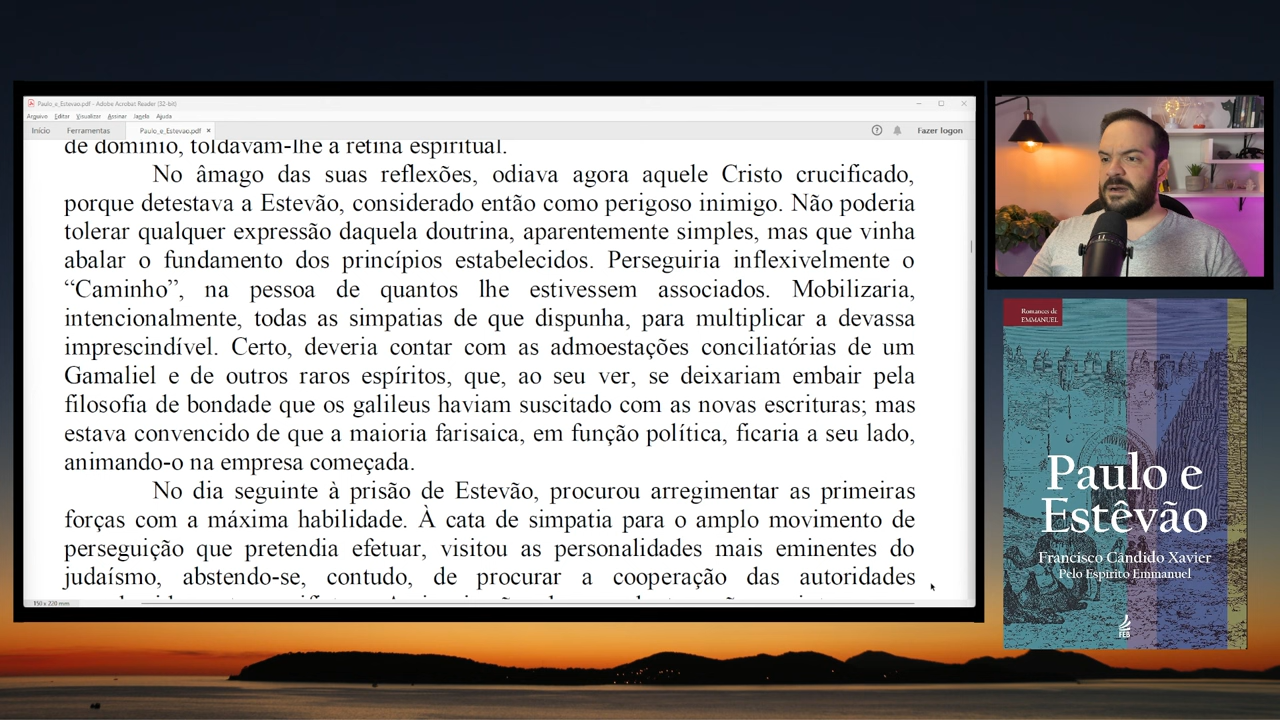 Paulo_e_Estevao.pdf - Adobe Acrobat Reader (32-bit)
Arquivo Editar Visualizar Assinar Janela Ajuda
Início Ferramentas Paulo_e_Estevao.pdf × Fazer logon
de domínio, toldavam-lhe a retina espiritual.
No âmago das suas reflexões, odiava agora aquele Cristo crucificado,
porque detestava a Estevão, considerado então como perigoso inimigo. Não poderia
tolerar qualquer expressão daquela doutrina, aparentemente simples, mas que vinha
abalar o fundamento dos princípios estabelecidos. Perseguiria inflexivelmente o
“Caminho”, na pessoa de quantos lhe estivessem associados. Mobilizaria,
intencionalmente, todas as simpatias de que dispunha, para multiplicar a devassa
imprescindível. Certo, deveria contar com as admoestações conciliatórias de um
Gamaliel e de outros raros espíritos, que, ao seu ver, se deixariam embair pela
filosofia de bondade que os galileus haviam suscitado com as novas escrituras; mas
estava convencido de que a maioria farisaica, em função política, ficaria a seu lado,
animando-o na empresa começada.
No dia seguinte à prisão de Estevão, procurou arregimentar as primeiras
forças com a máxima habilidade. À cata de simpatia para o amplo movimento de
perseguição que pretendia efetuar, visitou as personalidades mais eminentes do
judaísmo, abstendo-se, contudo, de procurar a cooperação das autoridades
150 x 220 mm
Romances de
EMMANUEL
Paulo e
Estêvão
Francisco Cândido Xavier
Pelo Espírito Emmanuel
FEB